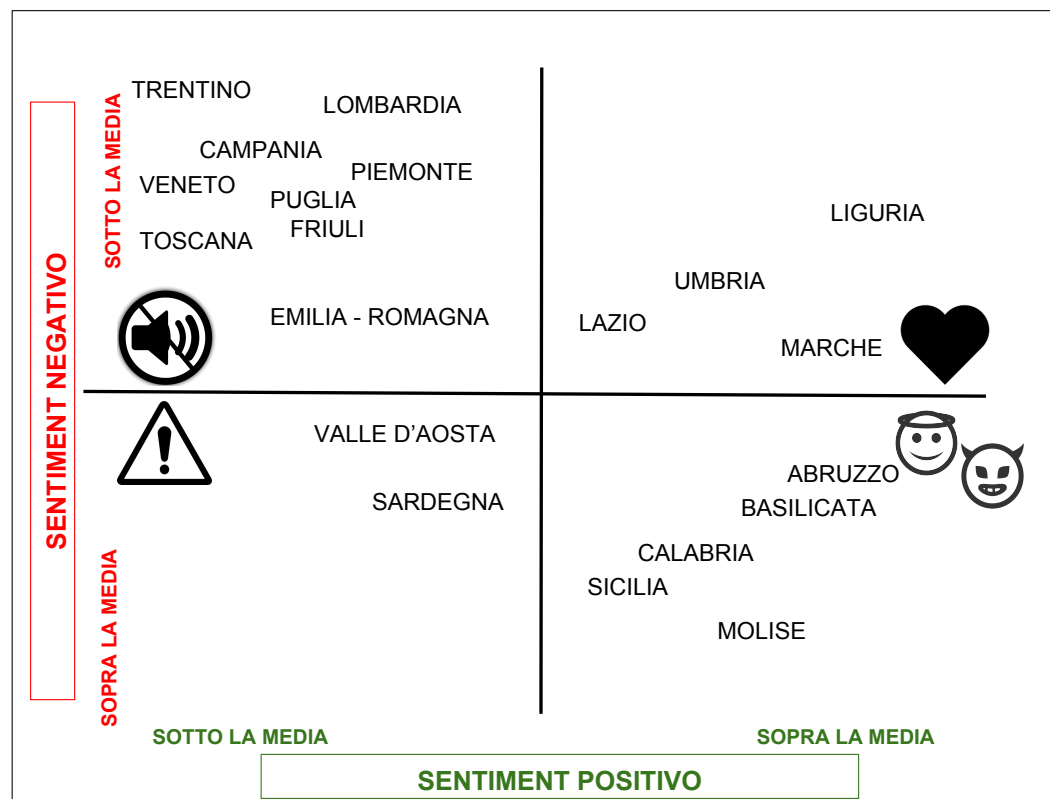 TRENTINO
LOMBARDIA
CAMPANIA
PIEMONTE
VENETO
PUGLIA
FRIULI
TOSCANA
EMILIA - ROMAGNA
LIGURIA
UMBRIA
LAZIO
MARCHE
VALLE D'AOSTA
SARDEGNA
ABRUZZO
BASILICATA
CALABRIA
SICILIA
MOLISE
SENTIMENT NEGATIVO
SOTTO LA MEDIA
SOPRA LA MEDIA
SOTTO LA MEDIA
SOPRA LA MEDIA
SENTIMENT POSITIVO